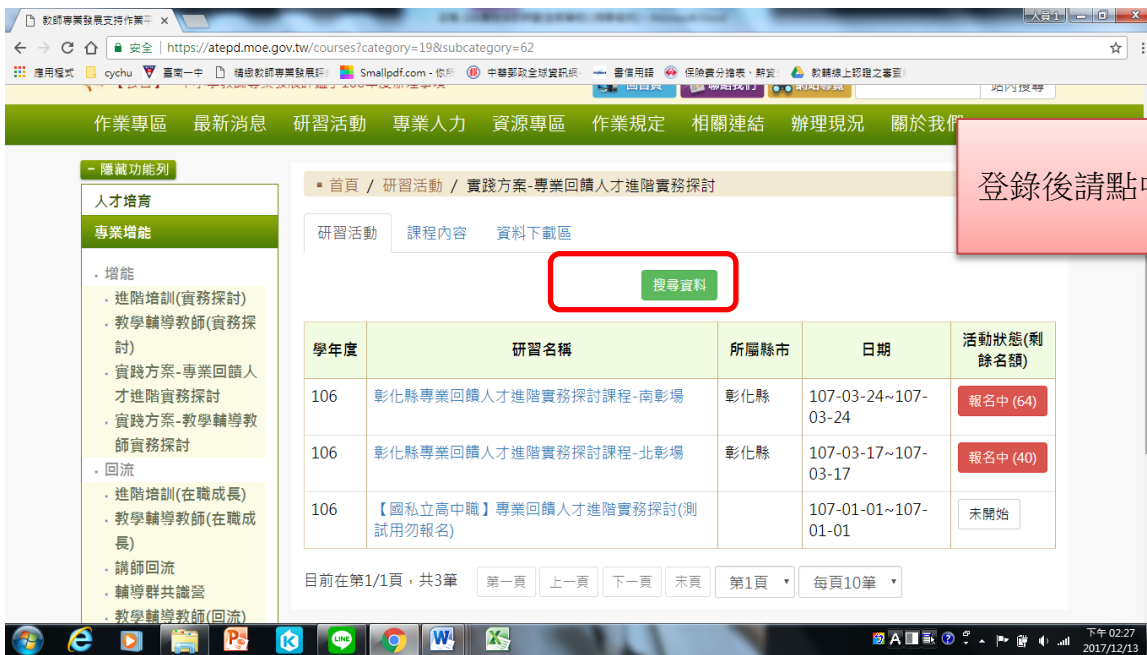 教師專業發展支持作業平
人員1
安全 | https://atepd.moe.gov.tw/courses?category=19&subcategory=62
應用程式 cychu 臺南一中 精緻教師專業發展評鑑 Smallpdf.com - 你所 中華郵政全球資訊網- 書信用語 保險費分擔表、薪資 教輔線上認證之審查
站內搜尋
作業專區 最新消息 研習活動 專業人力 資源專區 作業規定 相關連結 辦理現況 關於我們
登錄後請點
- 隱藏功能列
人才培育
專業增能
增能
進階培訓(實務探討)
教學輔導教師(實務探
討)
實踐方案-專業回饋人
才進階實務探討
實踐方案-教學輔導教
師實務探討
回流
進階培訓(在職成長)
教學輔導教師(在職成
長)
講師回流
輔導群共識營
教學輔導教師(回流)
首頁 / 研習活動 / 實踐方案-專業回饋人才進階實務探討
研習活動 課程內容 資料下載區
搜尋資料
學年度 研習名稱 所屬縣市 日期 活動狀態(剩
餘名額)
106 彰化縣專業回饋人才進階實務探討課程-南彰場 彰化縣 107-03-24~107-
03-24 報名中 (64)
106 彰化縣專業回饋人才進階實務探討課程-北彰場 彰化縣 107-03-17~107-
03-17 報名中 (40)
106 【國私立高中職】專業回饋人才進階實務探討(測
試用勿報名) 107-01-01~107-
01-01 未開始
目前在第1/1頁，共3筆 第一頁 上一頁 下一頁 末頁 第1頁 每頁10筆
下午 02:27
2017/12/13